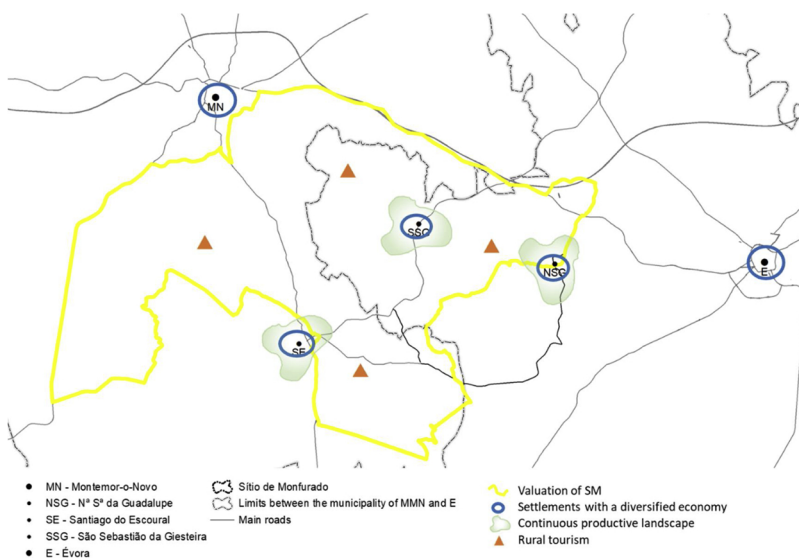 MN
SSG
NSG
E
SE
MN - Montemor-o-Novo
NSG - Nª Sª da Guadalupe
SE - Santiago do Escoural
SSG - São Sebastião da Giesteira
E - Évora
Sítio de Monfurado
Limits between the municipality of MMN and E
Main roads
Valuation of SM
Settlements with a diversified economy
Continuous productive landscape
Rural tourism